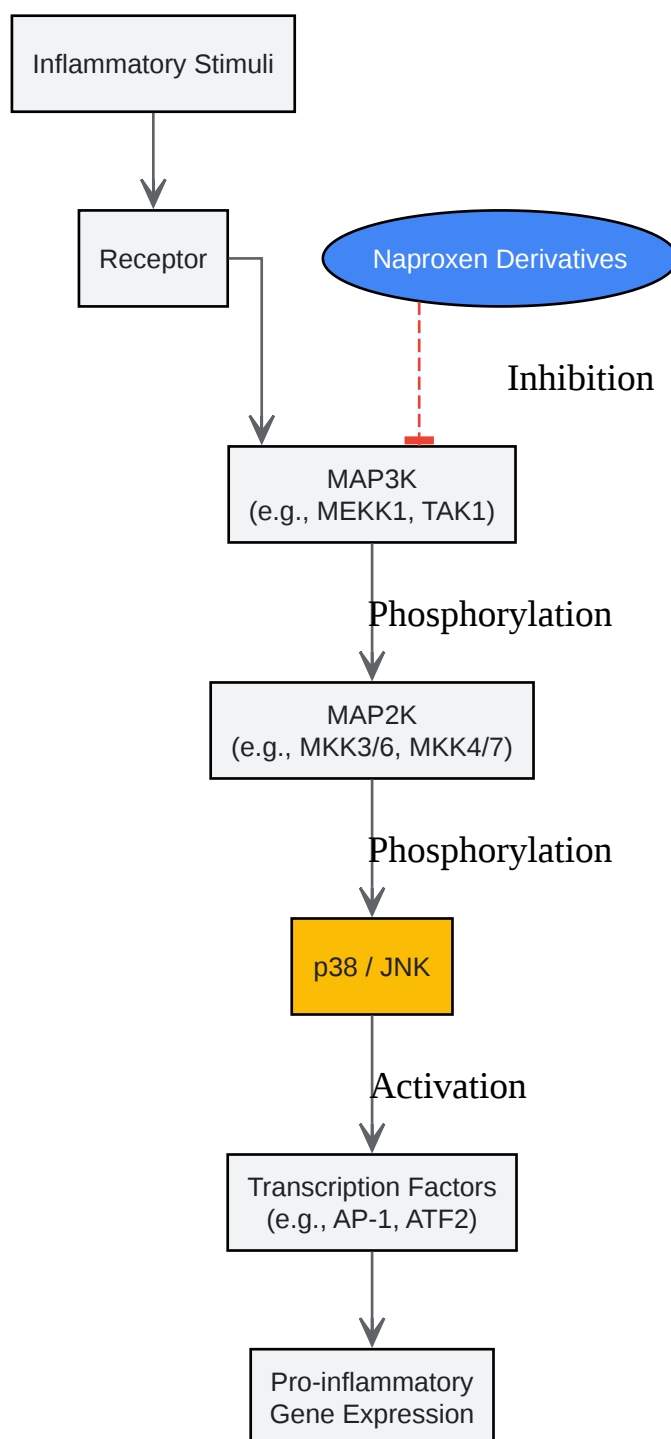 Inflammatory Stimuli
Receptor
Naproxen Derivatives
Inhibition
MAP3K
(e.g., MEKK1, TAK1)
Phosphorylation
MAP2K
(e.g., MKK3/6, MKK4/7)
Phosphorylation
p38 / JNK
Activation
Transcription Factors
(e.g., AP-1, ATF2)
Pro-inflammatory
Gene Expression